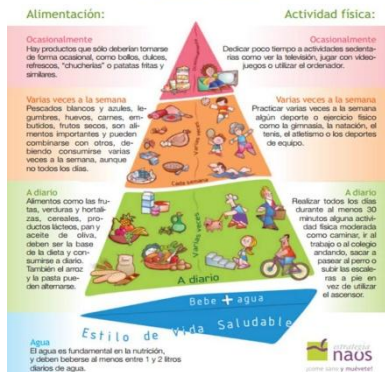 Alimentación:
Actividad física:
Ocasionalmente
Hay productos que sólo deberían tomarse
de forma ocasional, como bollos, dulces,
refrescos, "chucherías" o patatas fritas y
similares.
Ocasionalmente
Dedicar poco tiempo a actividades sedenta-
rias como ver la televisión, jugar con video-
juegos o utilizar el ordenador.
Varias veces a la semana
Pescados blancos y azules, le-
gumbres, huevos, carnes, em-
butidos, frutos secos, son ali-
mentos importantes y pueden
combinarse con otros, de-
biendo consumirse varias
veces a la semana, aunque
no todos los días.
Varias veces a la semana
Practicar varias veces a la semana
algún deporte o ejercicio físico
como la gimnasia, la natación, el
tenis, el atletismo o los deportes
de equipo.
Cada semana
A diario
Alimentos como las fru-
tas, verduras y hortali-
zas, cereales, pro-
ductos lácteos, pan y
aceite de oliva,
deben ser la base
de la dieta y con-
sumirse a diario.
También el arroz
y la pasta pue-
den alternarse.
A diario
Realizar todos los días
durante al menos 30
minutos alguna activi-
dad física moderada
como caminar, ir al
trabajo o al colegio
andando, sacar a
pasear al perro o
subir las escale-
ras a pie en
vez de utilizar
el ascensor.
Varias veces
A diario
Bebe + agua
Estilo de Vida Saludable
Agua
El agua es fundamental en la nutrición,
y deben beberse al menos entre 1 y 2 litros
diarios de agua.
estrategia
naos
¡come sano y muévete!